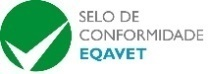 SELO DE
CONFORMIDADE
EQAVET